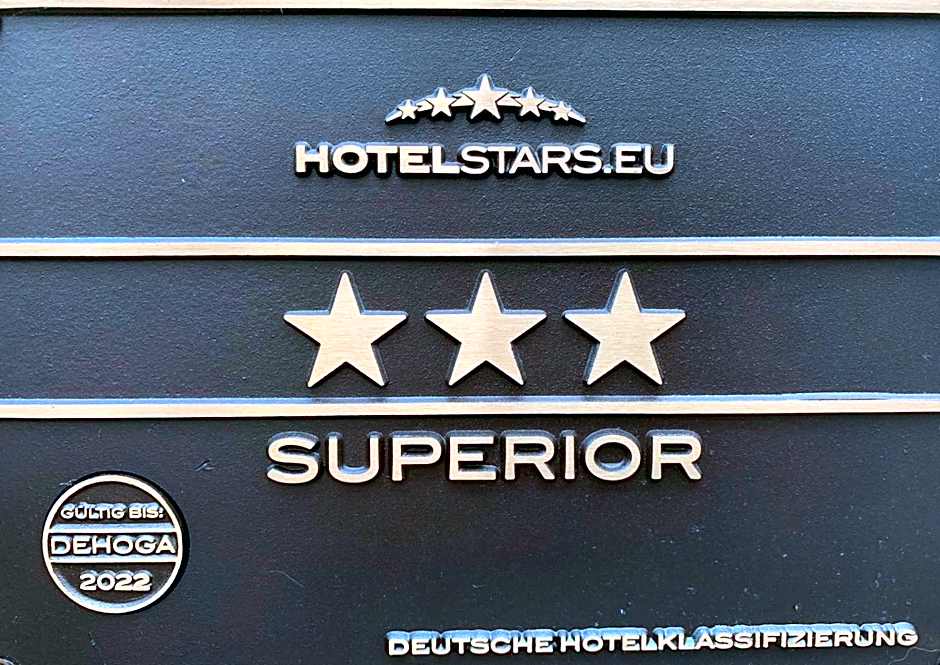 HOTELSTARS.EU
SUPERIOR
GÜLTIG BIS:
DEHOGA
2022
DEUTSCHE HOTELKLASSIFIZIERUNG